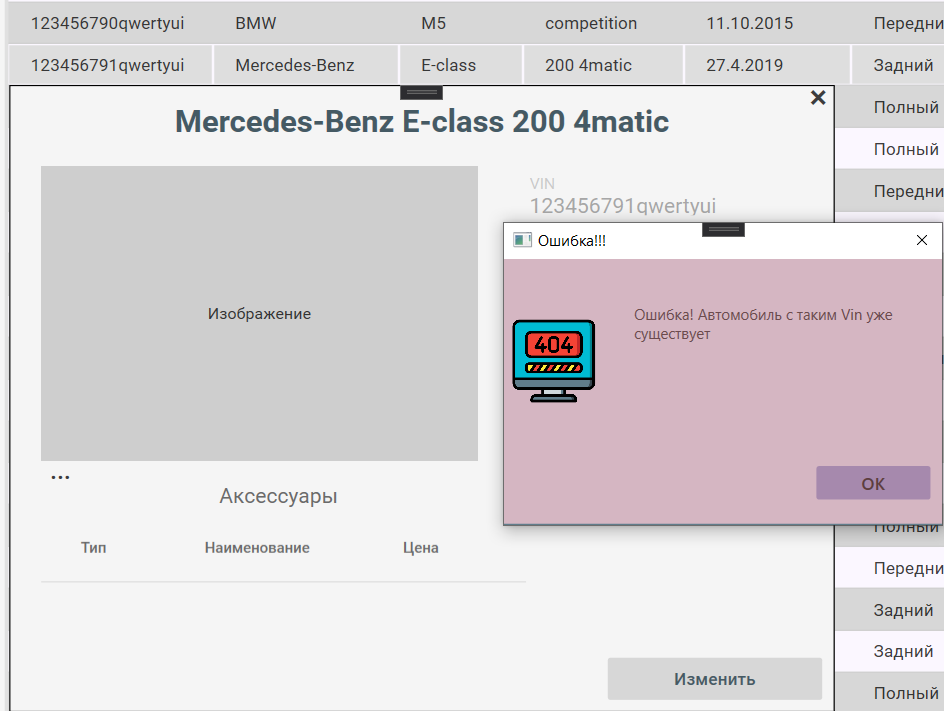 123456790qwertyui BMW M5 competition 11.10.2015 Передни
123456791qwertyui Mercedes-Benz E-class 200 4matic 27.4.2019 Задний
Mercedes-Benz E-class 200 4matic
Полный
Полный
Передни
VIN
123456791qwertyui
Ошибка!!!
Изображение
Ошибка! Автомобиль с таким Vin уже
существует
404
OK
...
Аксессуары
Тип Наименование Цена
Полный
Передни
Задний
Задний
Изменить
Полный